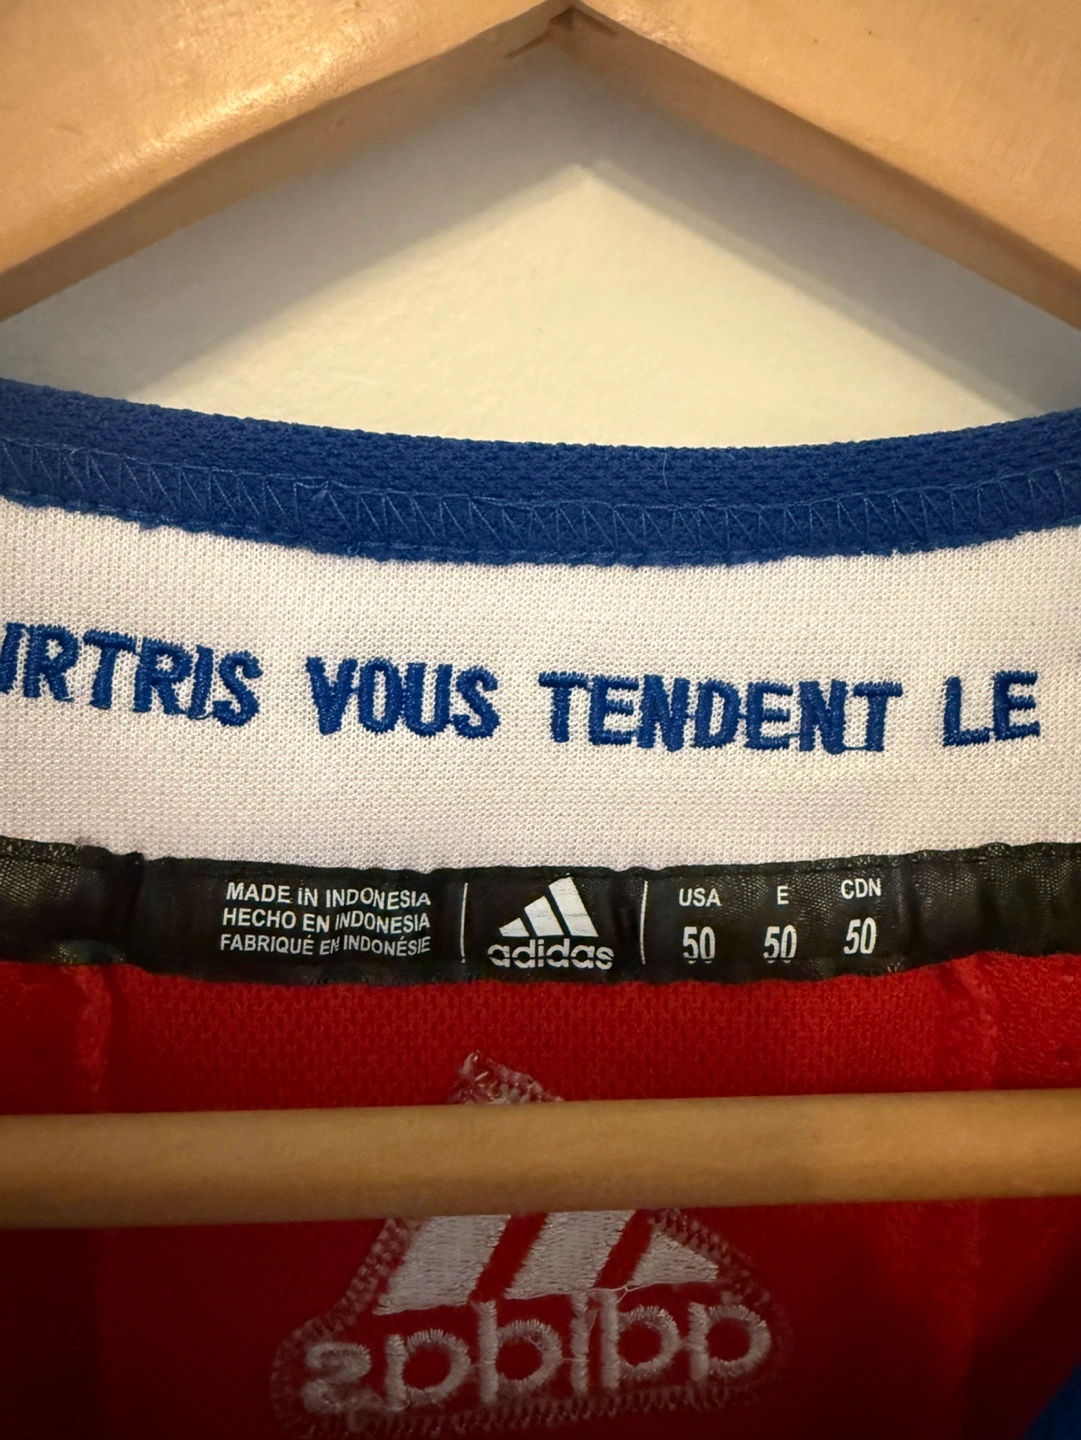 URTRIS VOUS TENDENT LE
MADE IN INDONESIA
HECHO EN INDONESIA
FABRIQUÉ EN INDONÉSIE
adidas
USA E CDN
50 50 50
adidas